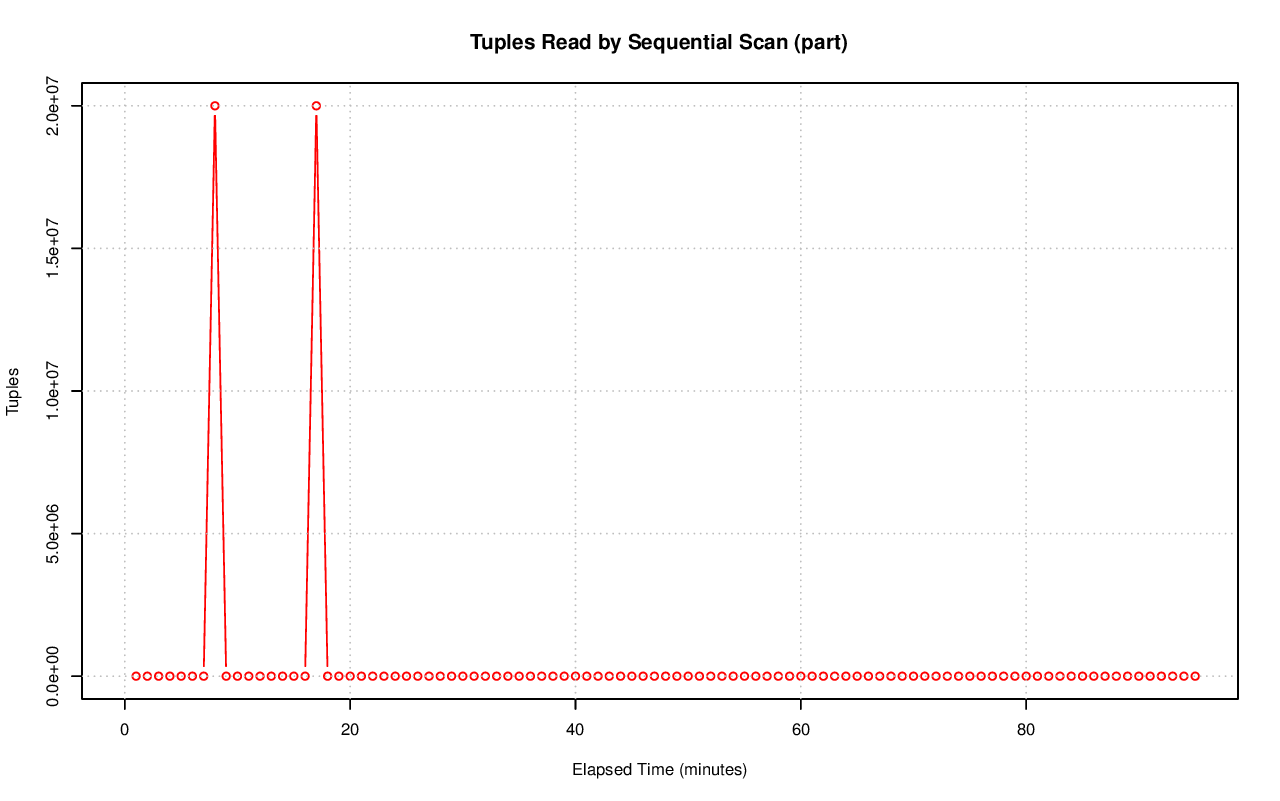 Tuples Read by Sequential Scan (part)
2.0e+07
1.5e+07
1.0e+07
5.0e+06
0.0e+00
Tuples
0 20 40 60 80
Elapsed Time (minutes)